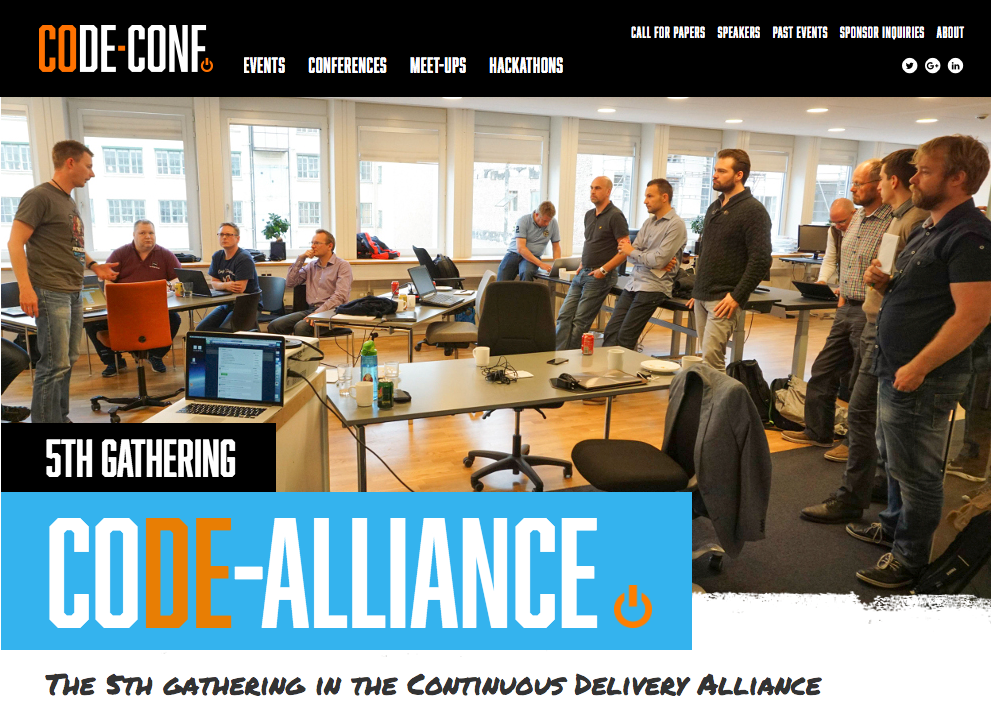 CODE-CONF
CALL FOR PAPERS SPEAKERS PAST EVENTS SPONSOR INQUIRIES ABOUT
EVENTS CONFERENCES MEET-UPS HACKATHONS
5TH GATHERING
CODE-ALLIANCE
The 5th gathering in the Continuous Delivery Alliance